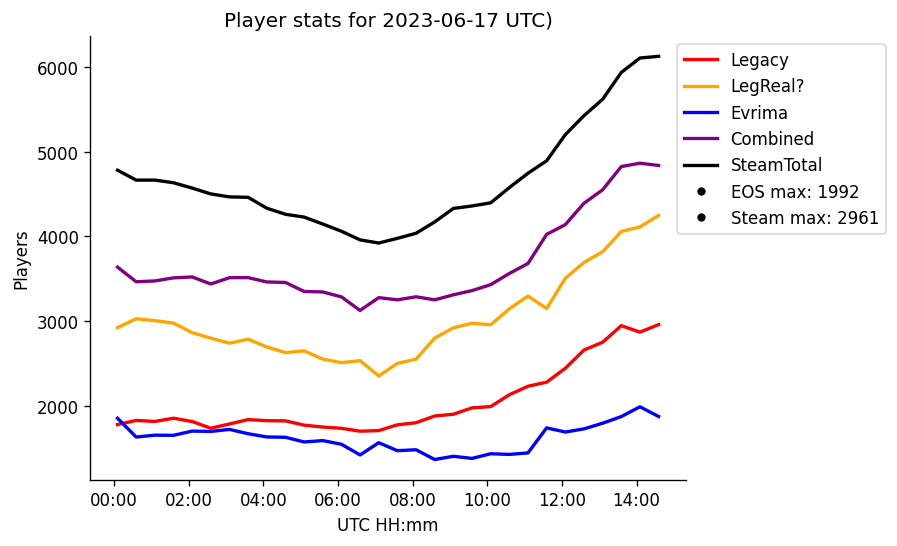 Player stats for 2023-06-17 UTC)
Players
6000
5000
4000
3000
2000
00:00 02:00 04:00 06:00 08:00 10:00 12:00 14:00
UTC HH:mm
Legacy
LegReal?
Evrima
Combined
SteamTotal
EOS max: 1992
Steam max: 2961